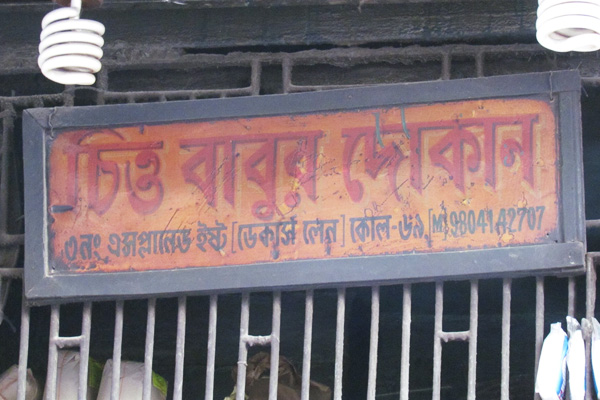 চিত্ত বাবুর দোকান
৩নং এসপ্লানেড ইষ্ট [ডেকার্স লেন] কোল-৬৯ [M] 9804142707